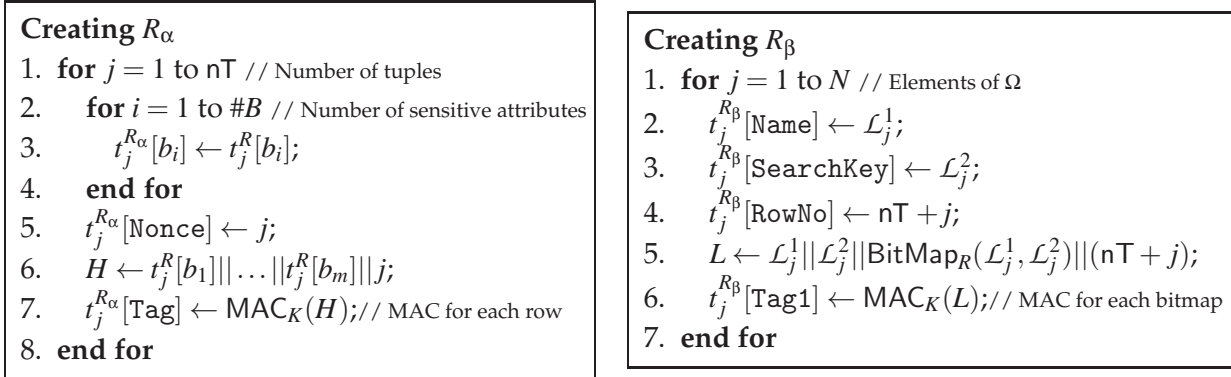 Creating R_α
1. for j = 1 to nT // Number of tuples
2. for i = 1 to #B // Number of sensitive attributes
3. t_j^{R_α}[b_i] ← t_j^R[b_i];
4. end for
5. t_j^{R_α}[Nonce] ← j;
6. H ← t_j^R[b_1]||...||t_j^R[b_m]||j;
7. t_j^{R_α}[Tag] ← MAC_K(H);// MAC for each row
8. end for
Creating R_β
1. for j = 1 to N // Elements of Ω
2. t_j^{R_β}[Name] ← ℒ_j^1;
3. t_j^{R_β}[SearchKey] ← ℒ_j^2;
4. t_j^{R_β}[RowNo] ← nT + j;
5. L ← ℒ_j^1||ℒ_j^2||BitMap_R(ℒ_j^1, ℒ_j^2)||(nT + j);
6. t_j^{R_β}[Tag1] ← MAC_K(L);// MAC for each bitmap
7. end for